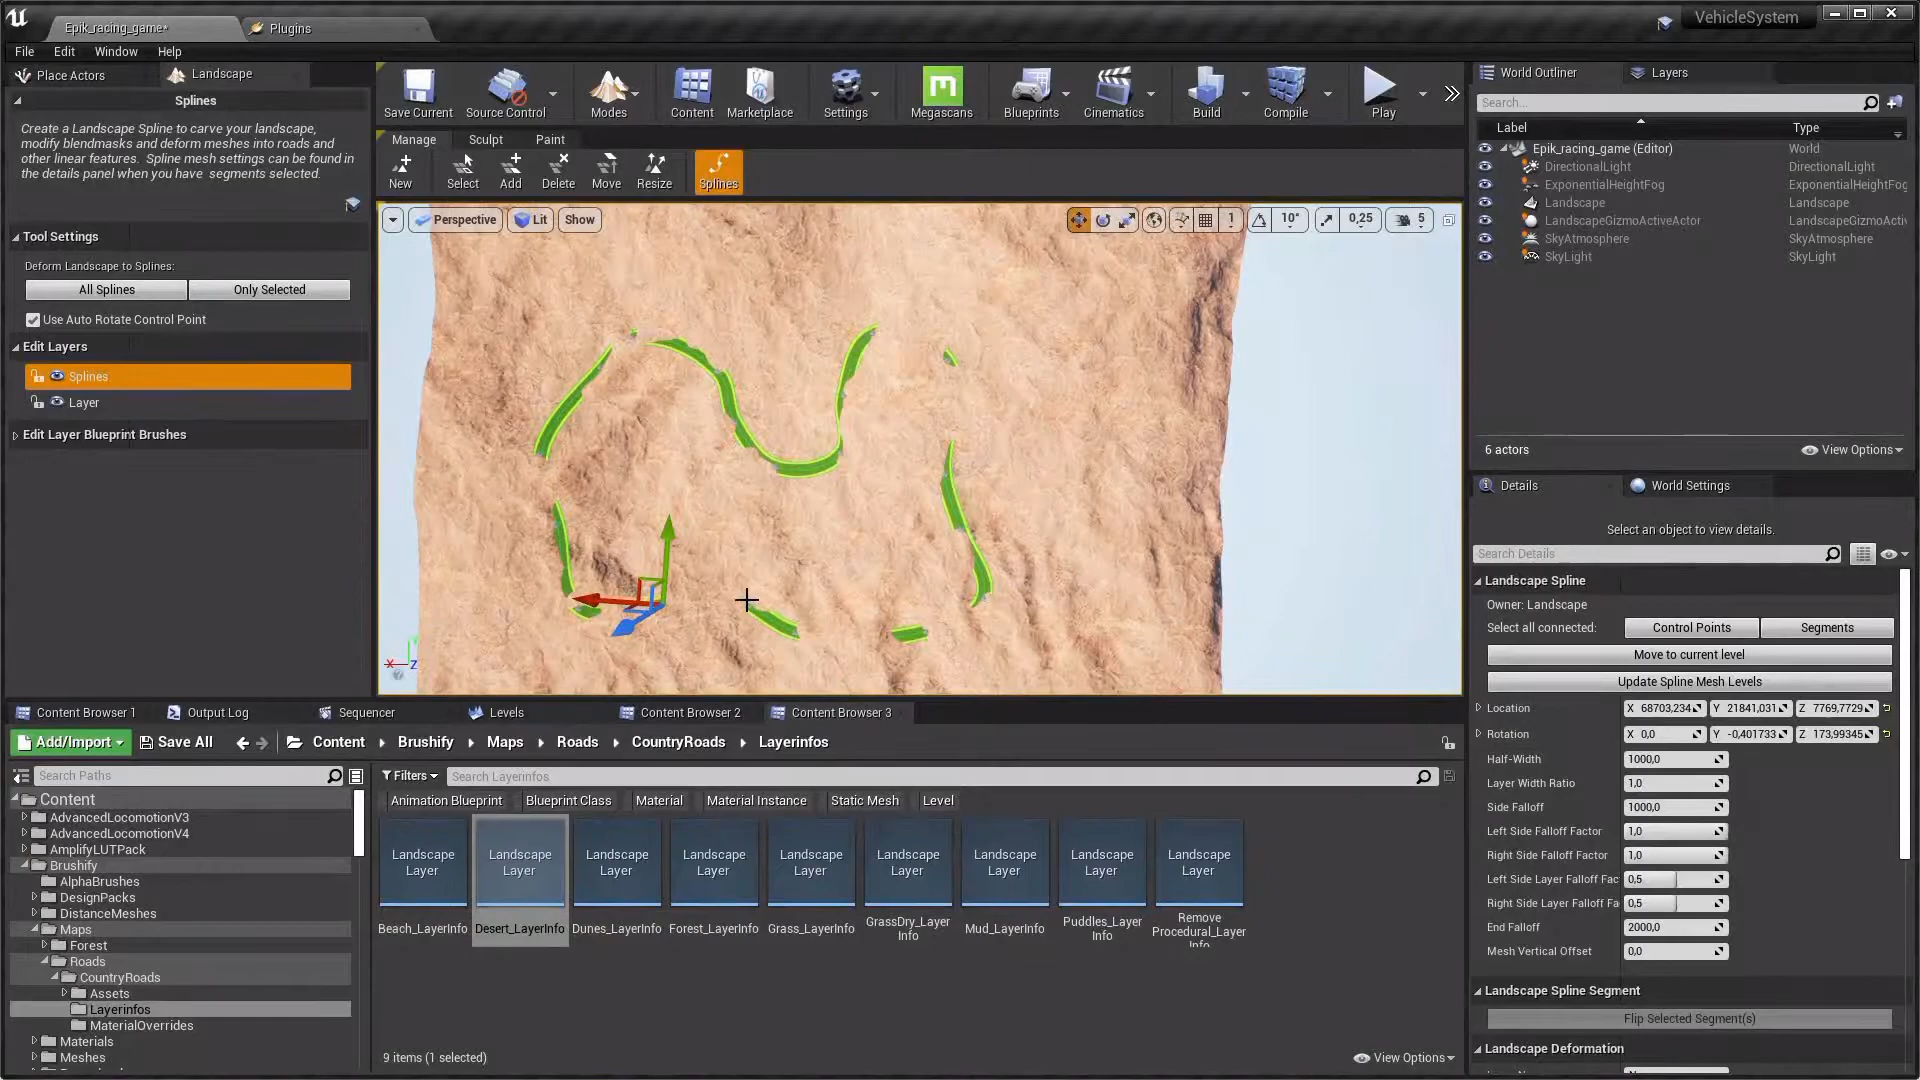 Epik_racing_game*
Plugins
VehicleSystem
File
Edit
Window
Help
Place Actors
Landscape
Splines
Create a Landscape Spline to carve your landscape,
modify blendmasks and deform meshes into roads and
other linear features. Spline mesh settings can be found in
the details panel when you have segments selected.
Tool Settings
Deform Landscape to Splines:
All Splines
Only Selected
Use Auto Rotate Control Point
Edit Layers
Splines
Layer
Edit Layer Blueprint Brushes
Save Current
Source Control
Modes
Content
Marketplace
Settings
Megascans
Blueprints
Cinematics
Build
Compile
Play
Manage
Sculpt
Paint
New
Select
Add
Delete
Move
Resize
Splines
Perspective
Lit
Show
1
10°
0,25
5
X
Z
World Outliner
Layers
Search...
Label
Type
Epik_racing_game (Editor)
World
DirectionalLight
DirectionalLight
ExponentialHeightFog
ExponentialHeightFog
Landscape
Landscape
LandscapeGizmoActiveActor
LandscapeGizmoActiv
SkyAtmosphere
SkyAtmosphere
SkyLight
SkyLight
6 actors
View Options
Details
World Settings
Select an object to view details.
Search Details
Landscape Spline
Owner: Landscape
Select all connected:
Control Points
Segments
Move to current level
Update Spline Mesh Levels
Location
X 68703,234
Y 21841,031
Z 7769,7729
Rotation
X 0,0
Y -0,401733
Z 173,99345
Half-Width
1000,0
Layer Width Ratio
1,0
Side Falloff
1000,0
Left Side Falloff Factor
1,0
Right Side Falloff Factor
1,0
Left Side Layer Falloff Fac
0,5
Right Side Layer Falloff Fa
0,5
End Falloff
2000,0
Mesh Vertical Offset
0,0
Landscape Spline Segment
Flip Selected Segment(s)
Landscape Deformation
Content Browser 1
Output Log
Sequencer
Levels
Content Browser 2
Content Browser 3
Add/Import
Save All
Content
Brushify
Maps
Roads
CountryRoads
Layerinfos
Search Paths
Filters
Search Layerinfos
Animation Blueprint
Blueprint Class
Material
Material Instance
Static Mesh
Level
Content
AdvancedLocomotionV3
AdvancedLocomotionV4
AmplifyLUTPack
Brushify
AlphaBrushes
DesignPacks
DistanceMeshes
Maps
Forest
Roads
CountryRoads
Assets
Layerinfos
MaterialOverrides
Materials
Meshes
Landscape
Layer
Beach_LayerInfo
Landscape
Layer
Desert_LayerInfo
Landscape
Layer
Dunes_LayerInfo
Landscape
Layer
Forest_LayerInfo
Landscape
Layer
Grass_LayerInfo
Landscape
Layer
GrassDry_Layer
Info
Landscape
Layer
Mud_LayerInfo
Landscape
Layer
Puddles_Layer
Info
Landscape
Layer
Remove
Procedural_Layer
Info
9 items (1 selected)
View Options